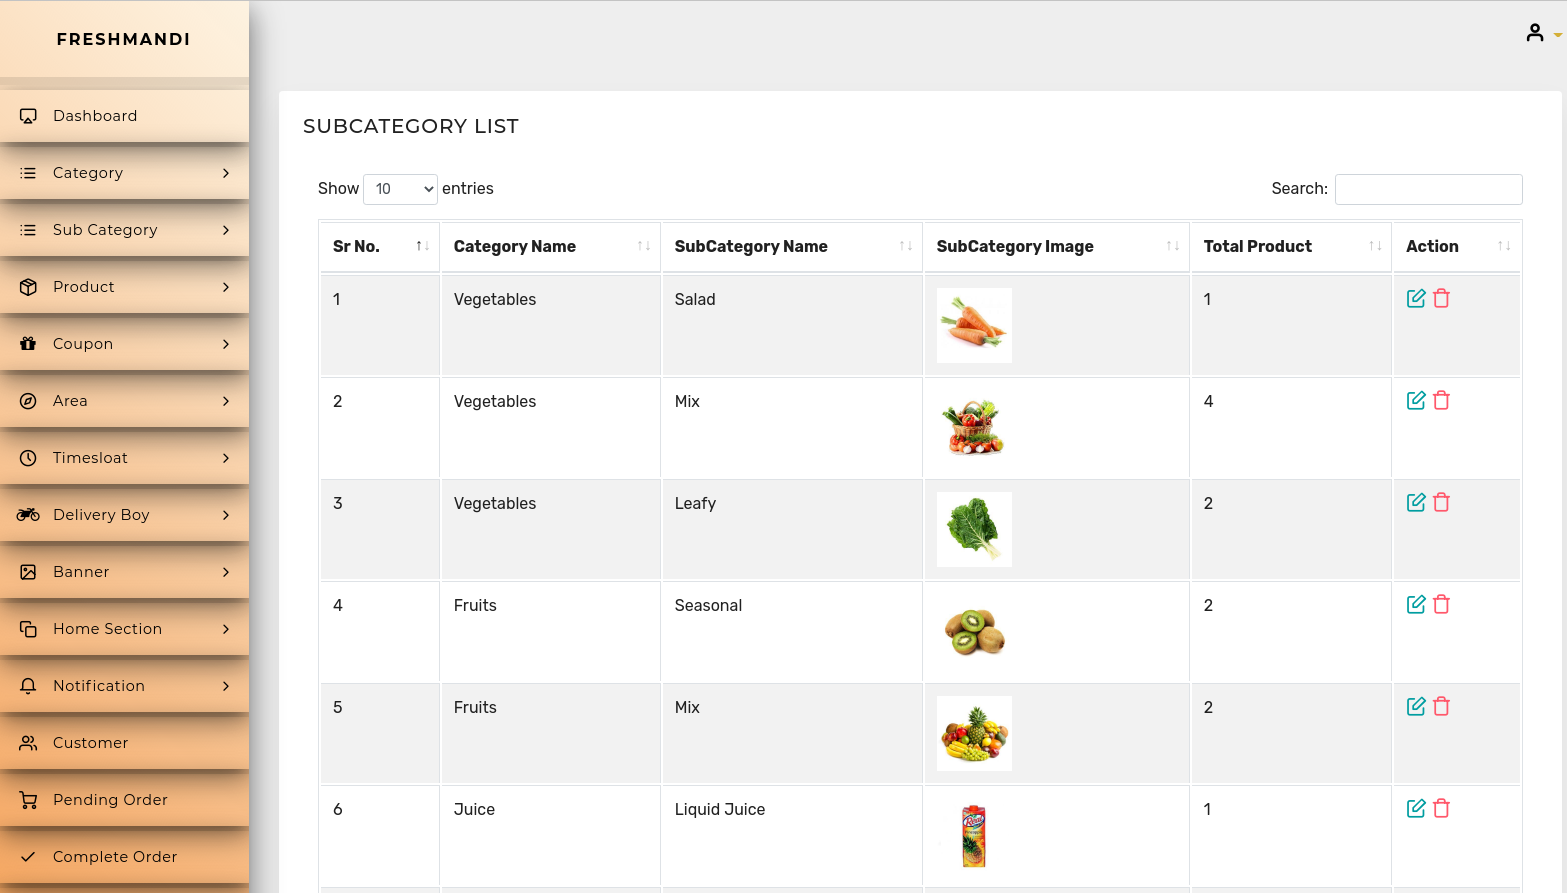 FRESHMANDI
Dashboard
Category
Sub Category
Product
Coupon
Area
Timesloat
Delivery Boy
Banner
Home Section
Notification
Customer
Pending Order
Complete Order
SUBCATEGORY LIST
Show 10 entries Search:
Sr No. Category Name SubCategory Name SubCategory Image Total Product Action
1 Vegetables Salad 1
2 Vegetables Mix 4
3 Vegetables Leafy 2
4 Fruits Seasonal 2
5 Fruits Mix 2
6 Juice Liquid Juice 1
Real